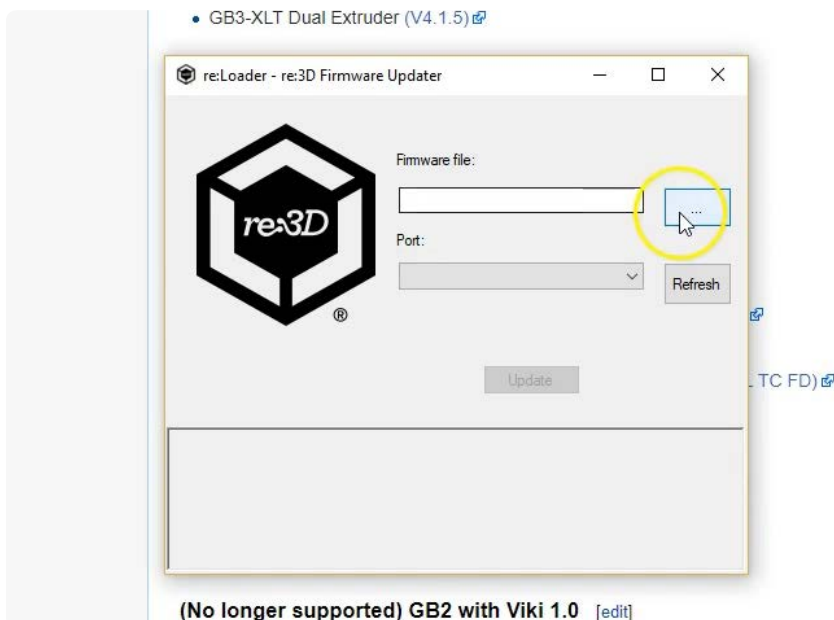 GB3-XLT Dual Extruder (V4.1.5)
re:Loader - re:3D Firmware Updater
Firmware file:
...
re:3D
®
Port:
Refresh
Update
TC FD)
(No longer supported) GB2 with Viki 1.0 [edit]